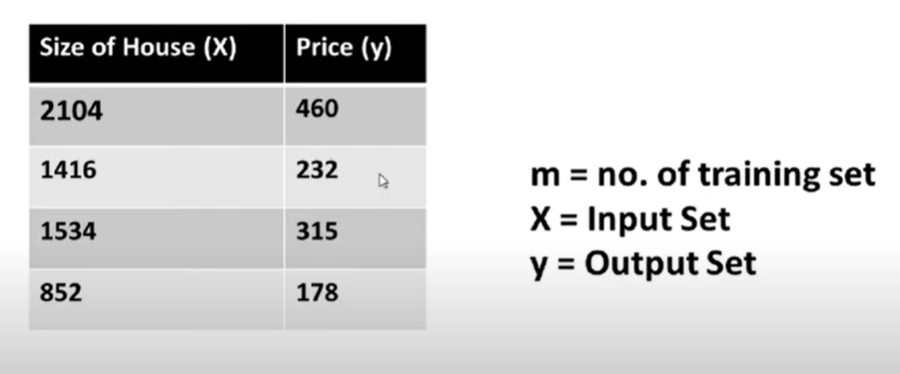 Size of House (X) Price (y)
2104 460
1416 232
1534 315
852 178
m = no. of training set
X = Input Set
y = Output Set